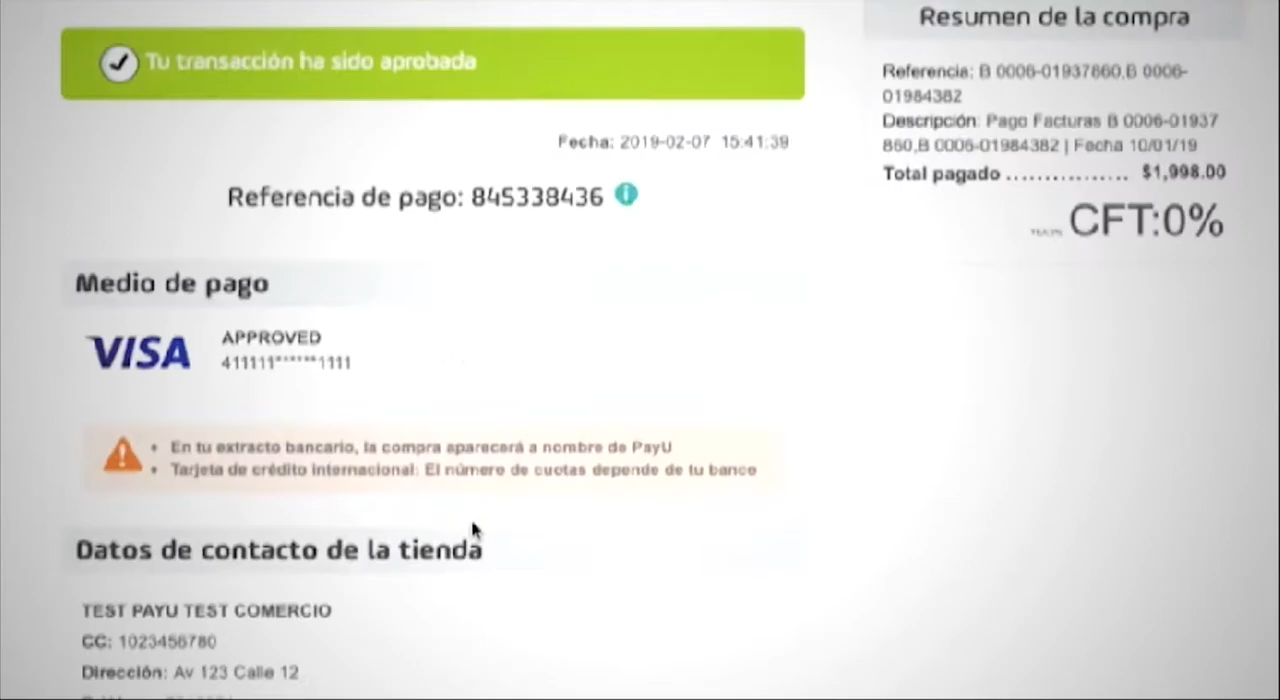 Tu transacción ha sido aprobada
Fecha: 2019-02-07 15:41:39
Referencia de pago: 845338436
Medio de pago
VISA
APPROVED
411111******1111
En tu extracto bancario, la compra aparecerá a nombre de PayU
Tarjeta de crédito internacional: El número de cuotas depende de tu banco
Datos de contacto de la tienda
TEST PAYU TEST COMERCIO
CC: 1023456780
Dirección: Av 123 Calle 12
Resumen de la compra
Referencia: B 0006-01937860,B 0006-
01984382
Descripción: Pago Facturas B 0006-01937
860,B 0006-01984382 | Fecha 10/01/19
Total pagado ................ $1,998.00
CFT:0%